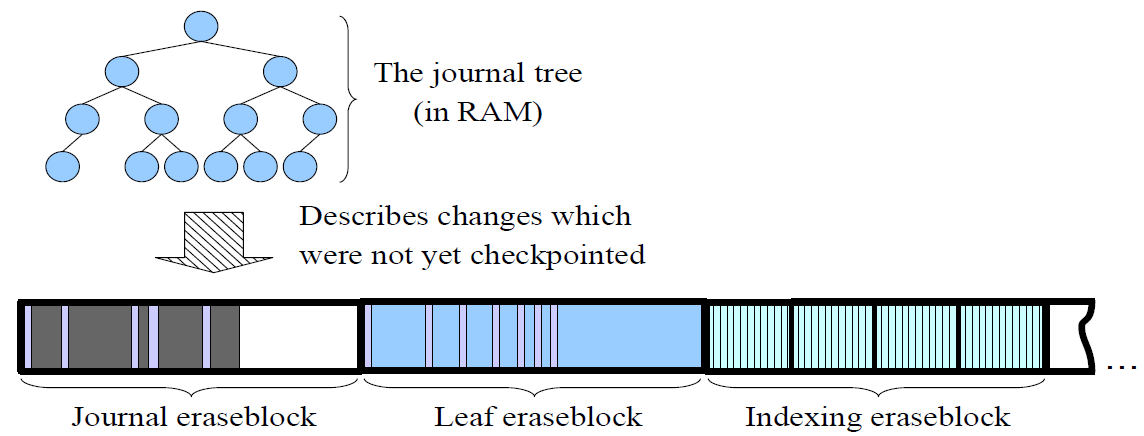 The journal tree
(in RAM)
Describes changes which
were not yet checkpointed
...
Journal eraseblock
Leaf eraseblock
Indexing eraseblock